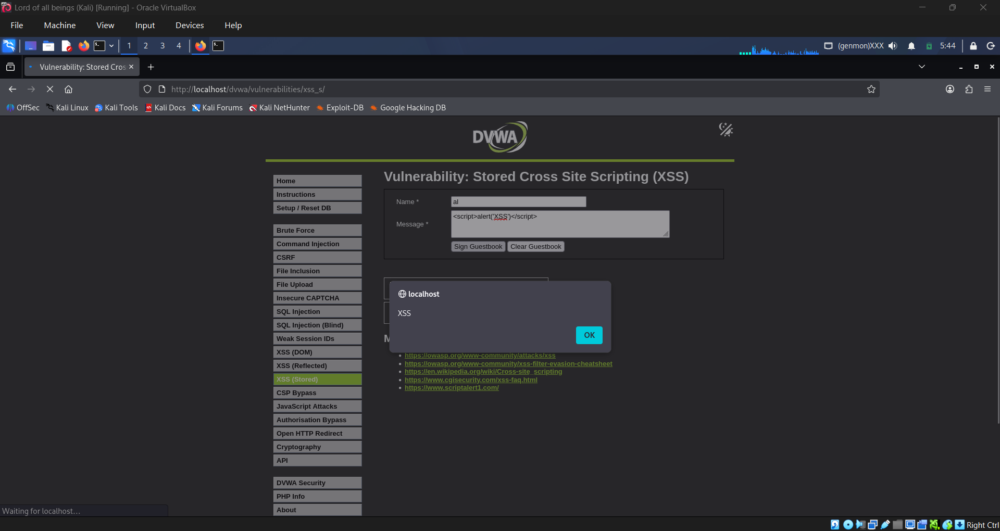 Lord of all beings (Kali) [Running] - Oracle VirtualBox
File Machine View Input Devices Help
1 2 3 4 (genmon)XXX 5:44
Vulnerability: Stored Cros
http://localhost/dvwa/vulnerabilities/xss_s/
OffSec Kali Linux Kali Tools Kali Docs Kali Forums Kali NetHunter Exploit-DB Google Hacking DB
DVWA
Home
Instructions
Setup / Reset DB
Brute Force
Command Injection
CSRF
File Inclusion
File Upload
Insecure CAPTCHA
SQL Injection
SQL Injection (Blind)
Weak Session IDs
XSS (DOM)
XSS (Reflected)
XSS (Stored)
CSP Bypass
JavaScript Attacks
Authorisation Bypass
Open HTTP Redirect
Cryptography
API
DVWA Security
PHP Info
About
Vulnerability: Stored Cross Site Scripting (XSS)
Name * al
Message * <script>alert('XSS')</script>
Sign Guestbook Clear Guestbook
localhost
XSS
OK
M
https://owasp.org/www-community/attacks/xss
https://owasp.org/www-community/xss-filter-evasion-cheatsheet
https://en.wikipedia.org/wiki/Cross-site_scripting
https://www.cgisecurity.com/xss-faq.html
https://www.scriptalert1.com/
Waiting for localhost…
Right Ctrl